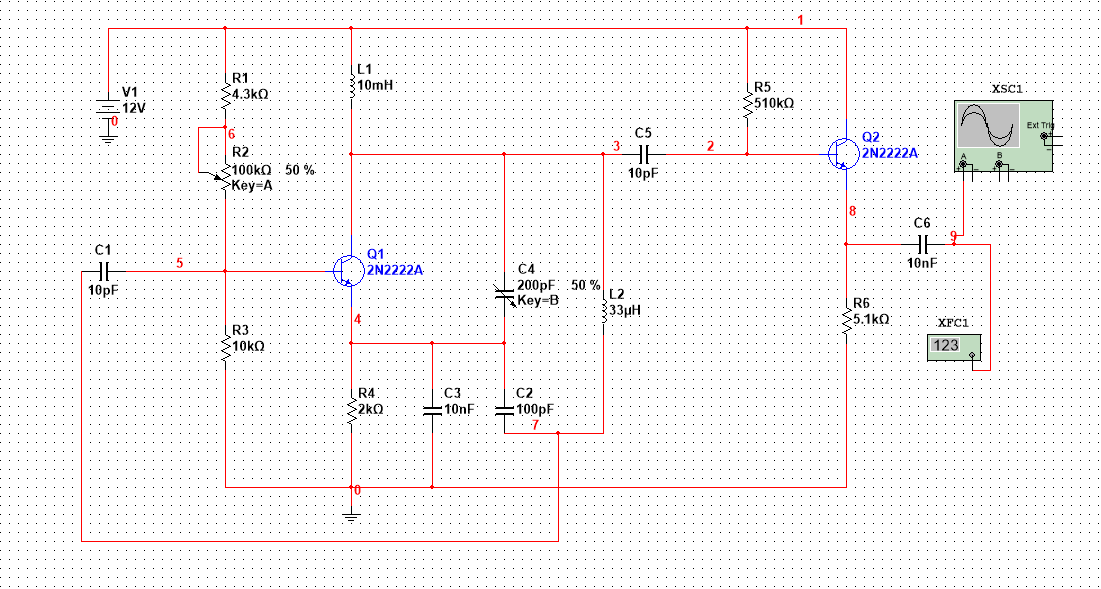 1
V1
12V
0
R1
4.3kΩ
6
R2
100kΩ 50 %
Key=A
L1
10mH
R5
510kΩ
XSC1
Ext Trig
+
_
A
B
+ _ + _
Q2
2N2222A
C5
3
2
10pF
8
C6
9
10nF
C1
5
10pF
Q1
2N2222A
4
C4
200pF 50 %
Key=B
L2
33µH
R6
5.1kΩ
XFC1
123
R3
10kΩ
R4
2kΩ
C3
10nF
C2
100pF
7
0